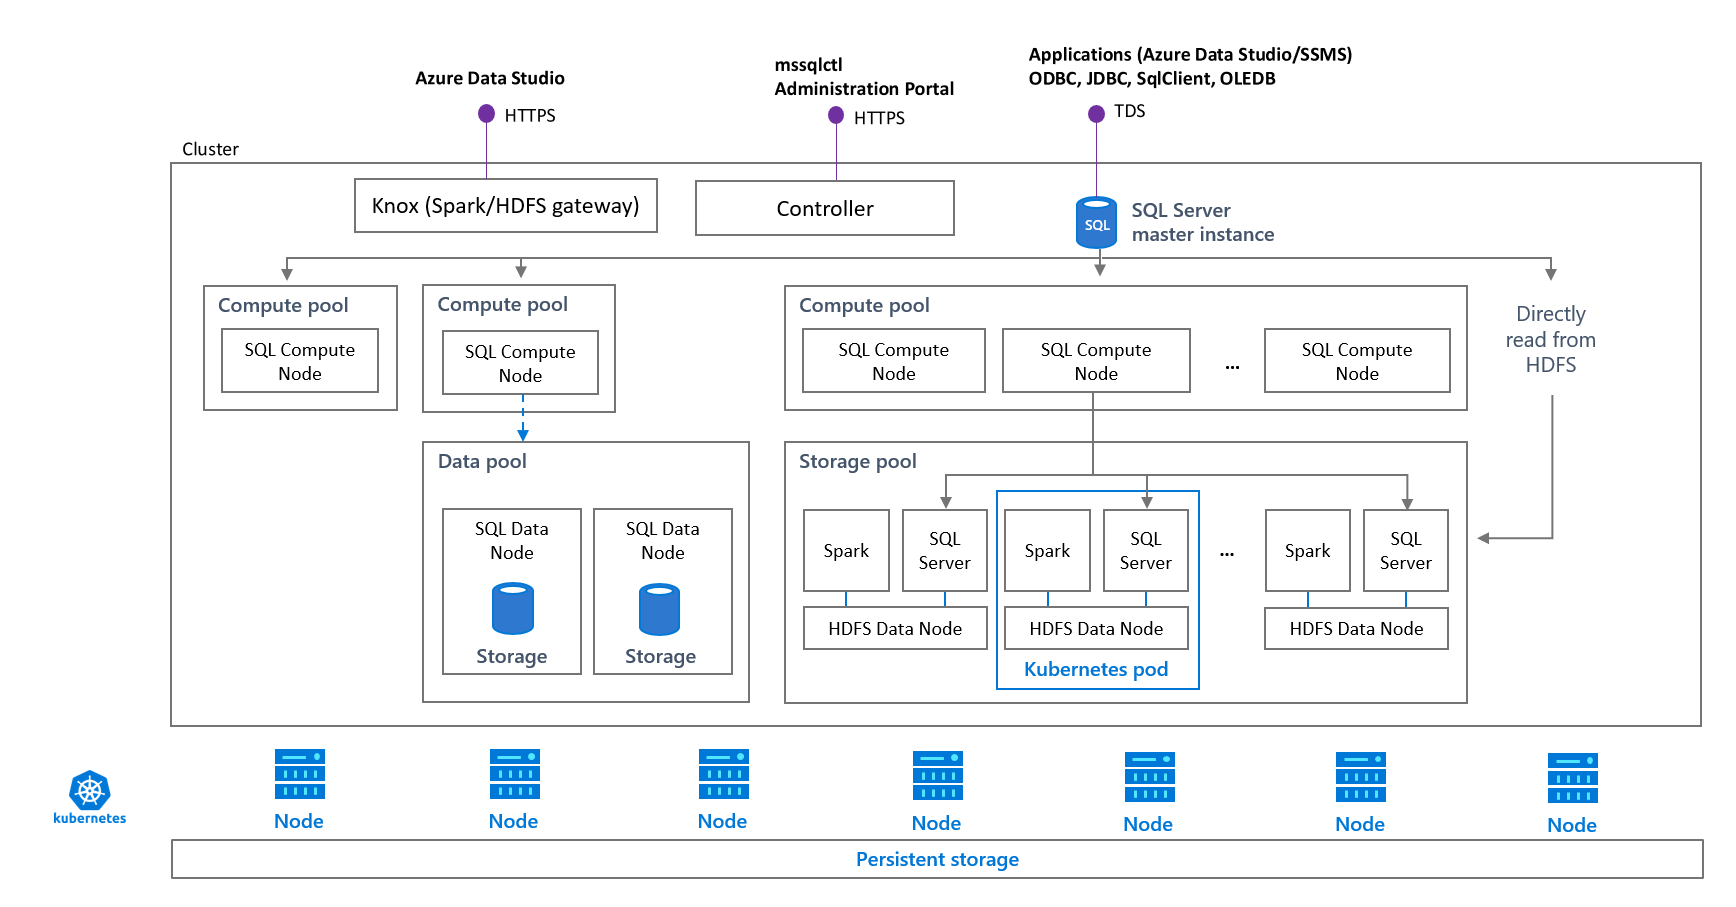 Azure Data Studio
HTTPS
mssqlctl
Administration Portal
HTTPS
Applications (Azure Data Studio/SSMS)
ODBC, JDBC, SqlClient, OLEDB
TDS
Cluster
Knox (Spark/HDFS gateway)
Controller
SQL
SQL Server
master instance
Compute pool
SQL Compute
Node
Compute pool
SQL Compute
Node
Compute pool
SQL Compute
Node
SQL Compute
Node
...
SQL Compute
Node
Directly
read from
HDFS
Data pool
SQL Data
Node
Storage
SQL Data
Node
Storage
Storage pool
Spark
SQL
Server
HDFS Data Node
Spark
SQL
Server
HDFS Data Node
Kubernetes pod
...
Spark
SQL
Server
HDFS Data Node
kubernetes
Node
Node
Node
Node
Node
Node
Node
Persistent storage